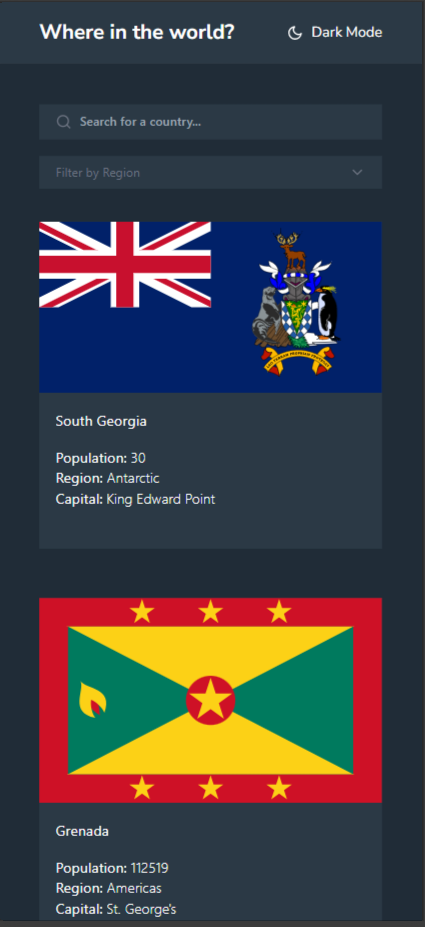 Where in the world?
Dark Mode
Search for a country...
Filter by Region
South Georgia
Population: 30
Region: Antarctic
Capital: King Edward Point
Grenada
Population: 112519
Region: Americas
Capital: St. George's